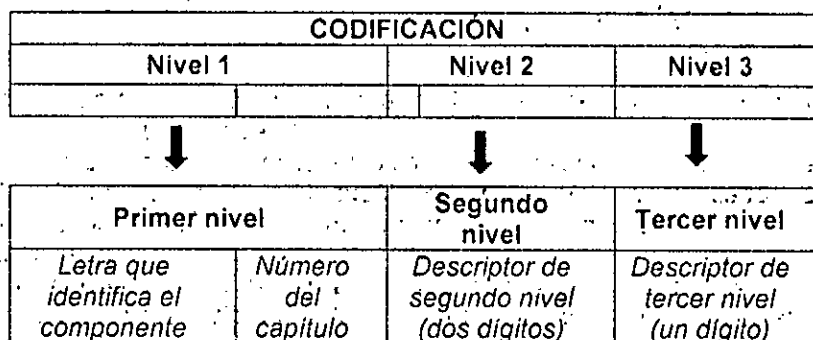 CODIFICACIÓN
Nivel 1 Nivel 2 Nivel 3
Primer nivel Segundo nivel Tercer nivel
Letra que identifica el componente Número del capítulo Descriptor de segundo nivel (dos dígitos) Descriptor de tercer nivel (un dígito)